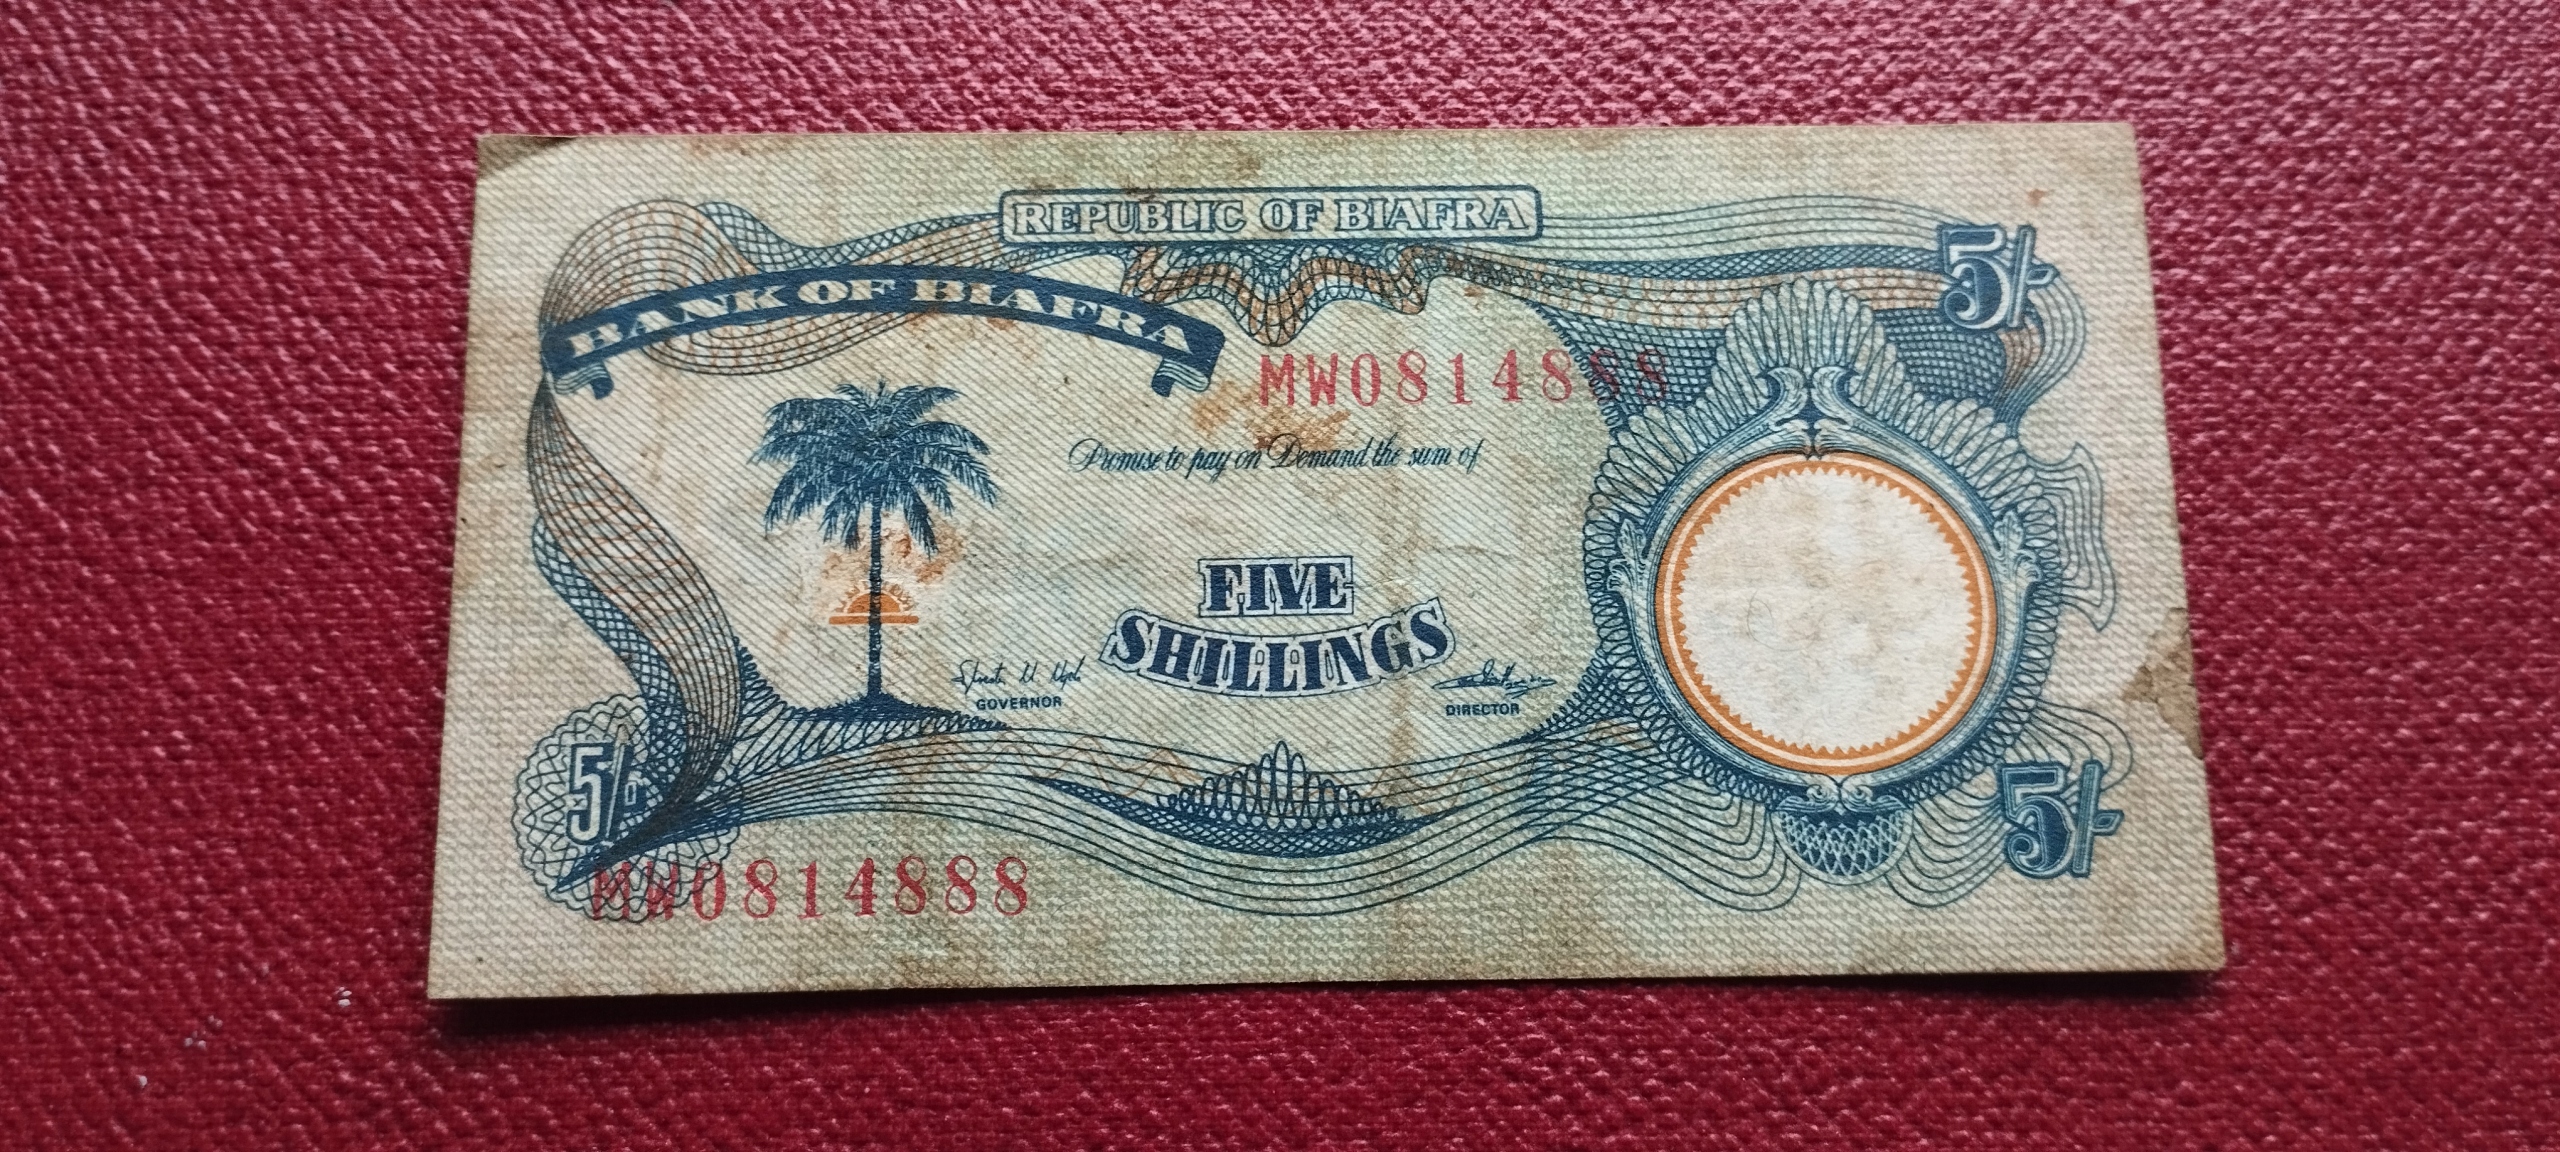 REPUBLIC OF BIAFRA
5/-
BANK OF BIAFRA
MW0814888
Promise to pay on Demand the sum of
FIVE
SHILLINGS
GOVERNOR
DIRECTOR
5/-
5/-
MW0814888